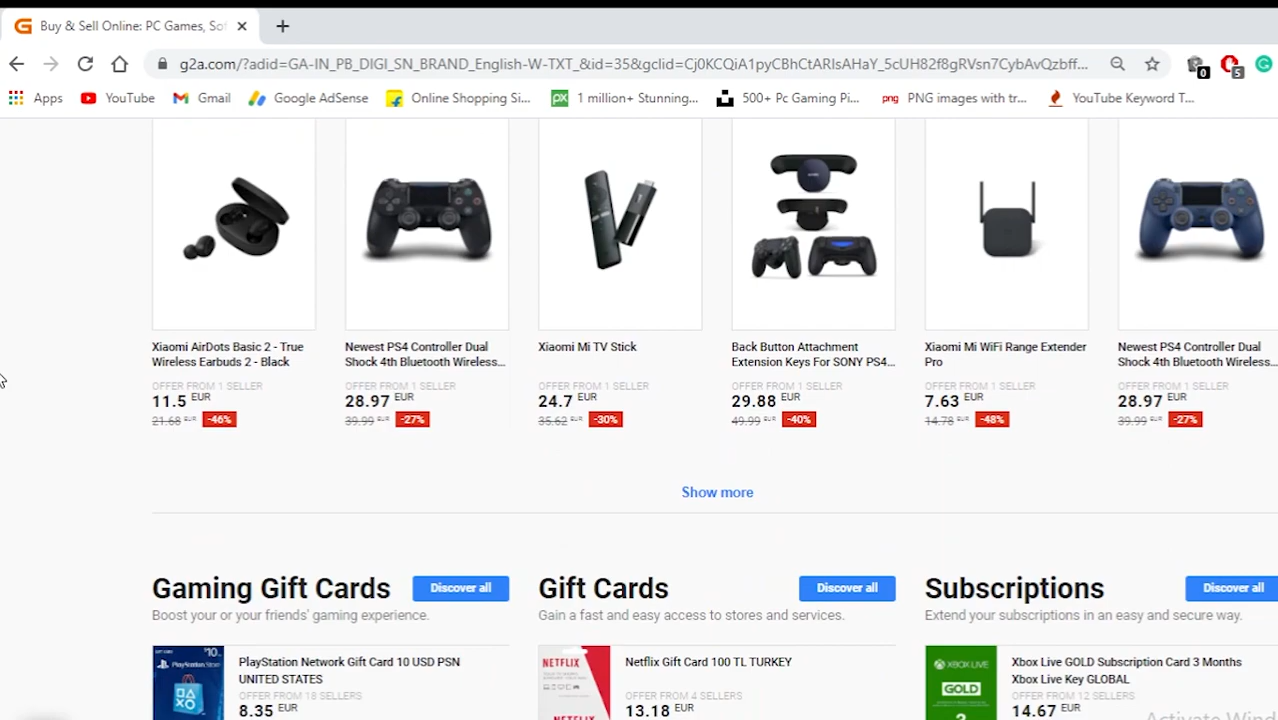 Buy & Sell Online: PC Games, Sof
g2a.com/?adid=GA-IN_PB_DIGI_SN_BRAND_English-W-TXT_&id=35&gclid=Cj0KCQiA1pyCBhCtARIsAHaY_5cUH82f8gRVsn7CybAvQzbff...
0
5
Apps
YouTube
Gmail
Google AdSense
Online Shopping Si...
px
1 million+ Stunning...
500+ Pc Gaming Pi...
png
PNG images with tr...
YouTube Keyword T...
Xiaomi AirDots Basic 2 - True
Wireless Earbuds 2 - Black
OFFER FROM 1 SELLER
11.5 EUR
21.68 EUR -46%
Newest PS4 Controller Dual
Shock 4th Bluetooth Wireless...
OFFER FROM 1 SELLER
28.97 EUR
39.99 EUR -27%
Xiaomi Mi TV Stick
OFFER FROM 1 SELLER
24.7 EUR
35.62 EUR -30%
Back Button Attachment
Extension Keys For SONY PS4...
OFFER FROM 1 SELLER
29.88 EUR
49.99 EUR -40%
Xiaomi Mi WiFi Range Extender
Pro
OFFER FROM 1 SELLER
7.63 EUR
14.78 EUR -48%
Newest PS4 Controller Dual
Shock 4th Bluetooth Wireless...
OFFER FROM 1 SELLER
28.97 EUR
39.99 EUR -27%
Show more
Gaming Gift Cards
Discover all
Boost your or your friends' gaming experience.
Gift Cards
Discover all
Gain a fast and easy access to stores and services.
Subscriptions
Discover all
Extend your subscriptions in an easy and secure way.
$10
PlayStation Store
PlayStation Network Gift Card 10 USD PSN
UNITED STATES
OFFER FROM 18 SELLERS
8.35 EUR
NETFLIX
NETFLIX
Netflix Gift Card 100 TL TURKEY
OFFER FROM 4 SELLERS
13.18 EUR
XBOX LIVE
GOLD
3
Xbox Live GOLD Subscription Card 3 Months
Xbox Live Key GLOBAL
OFFER FROM 12 SELLERS
14.67 EUR
Activate Wind